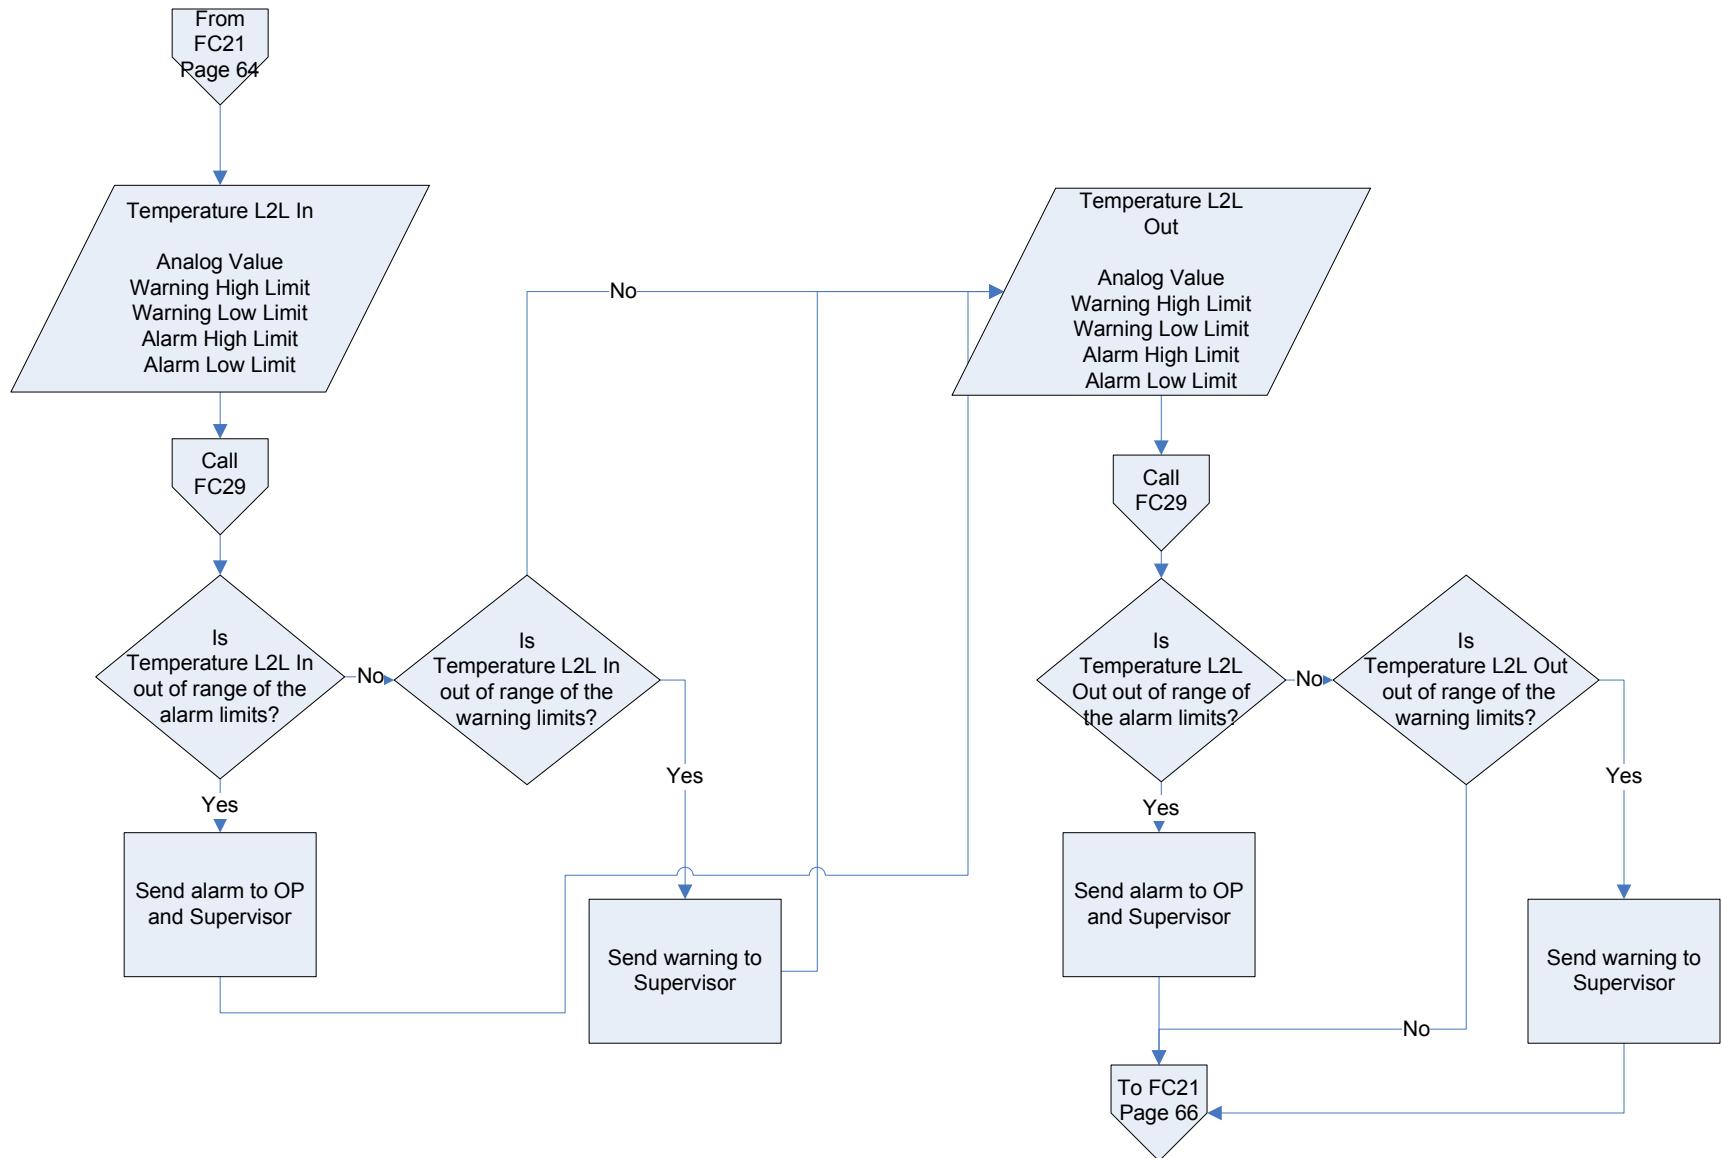 From
FC21
Page 64
Temperature L2L In
Analog Value
Warning High Limit
Warning Low Limit
Alarm High Limit
Alarm Low Limit
Call
FC29
Is
Temperature L2L In
out of range of the
alarm limits?
No
Is
Temperature L2L In
out of range of the
warning limits?
No
Yes
Yes
Send alarm to OP
and Supervisor
Send warning to
Supervisor
Temperature L2L
Out
Analog Value
Warning High Limit
Warning Low Limit
Alarm High Limit
Alarm Low Limit
Call
FC29
Is
Temperature L2L
Out out of range of
the alarm limits?
No
Is
Temperature L2L Out
out of range of the
warning limits?
Yes
Yes
Send alarm to OP
and Supervisor
Send warning to
Supervisor
No
To FC21
Page 66